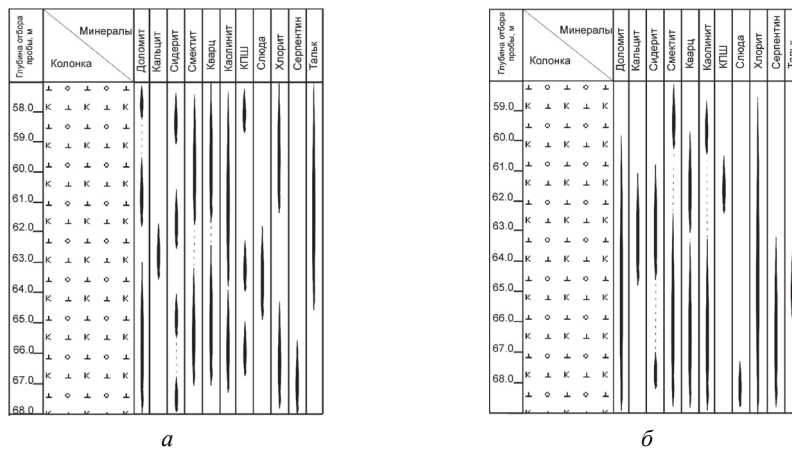 Глубина отбора
пробы, м
Минералы
Колонка
Доломит
Кальцит
Сидерит
Смектит
Кварц
Каолинит
КПШ
Слюда
Хлорит
Серпентин
Тальк
58.0
59.0
60.0
61.0
62.0
63.0
64.0
65.0
66.0
67.0
68.0
а
Глубина отбора
пробы, м
Минералы
Колонка
Доломит
Кальцит
Сидерит
Смектит
Кварц
Каолинит
КПШ
Слюда
Хлорит
Серпентин
Тальк
59.0
60.0
61.0
62.0
63.0
64.0
65.0
66.0
67.0
68.0
б